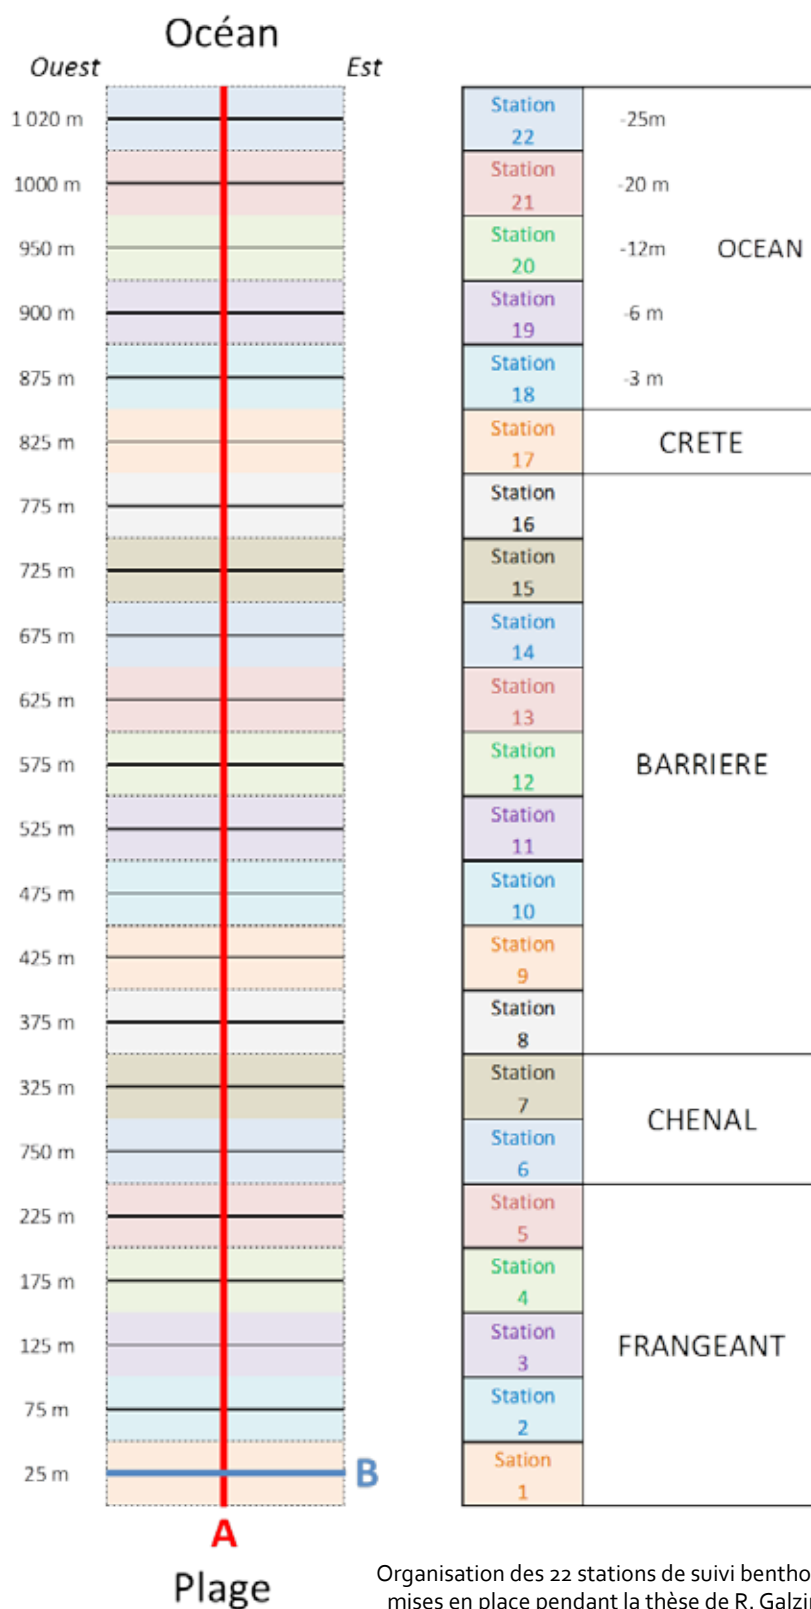 Océan
Ouest
Est
1 020 m
Station
22
-25m
1000 m
Station
21
-20 m
950 m
Station
20
-12m
OCEAN
900 m
Station
19
-6 m
875 m
Station
18
-3 m
825 m
Station
17
CRETE
775 m
Station
16
725 m
Station
15
675 m
Station
14
625 m
Station
13
575 m
Station
12
BARRIERE
525 m
Station
11
475 m
Station
10
425 m
Station
9
375 m
Station
8
325 m
Station
7
CHENAL
750 m
Station
6
225 m
Station
5
175 m
Station
4
125 m
Station
3
FRANGEANT
75 m
Station
2
25 m
B
Sation
1
A
Plage
Organisation des 22 stations de suivi bentho
mises en place pendant la thèse de R. Galzi